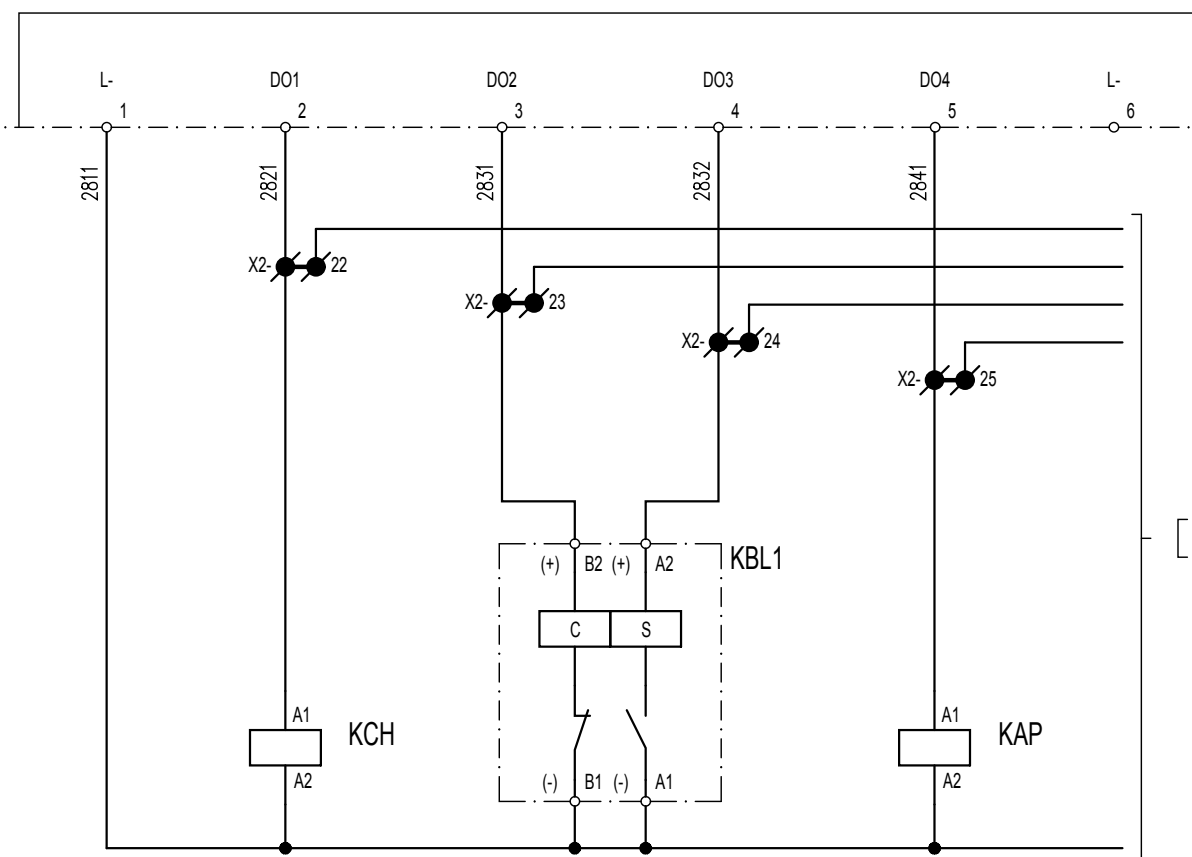 L- DO1 DO2 DO3 DO4 L-
1 2 3 4 5 6
2811 2821 2831 2832 2841
X2- 22
X2- 23
X2- 24
X2- 25
KBL1
(+) B2 (+) A2
C S
A1 KCH A1 KAP
A2 (-) B1 (-) A1 A2